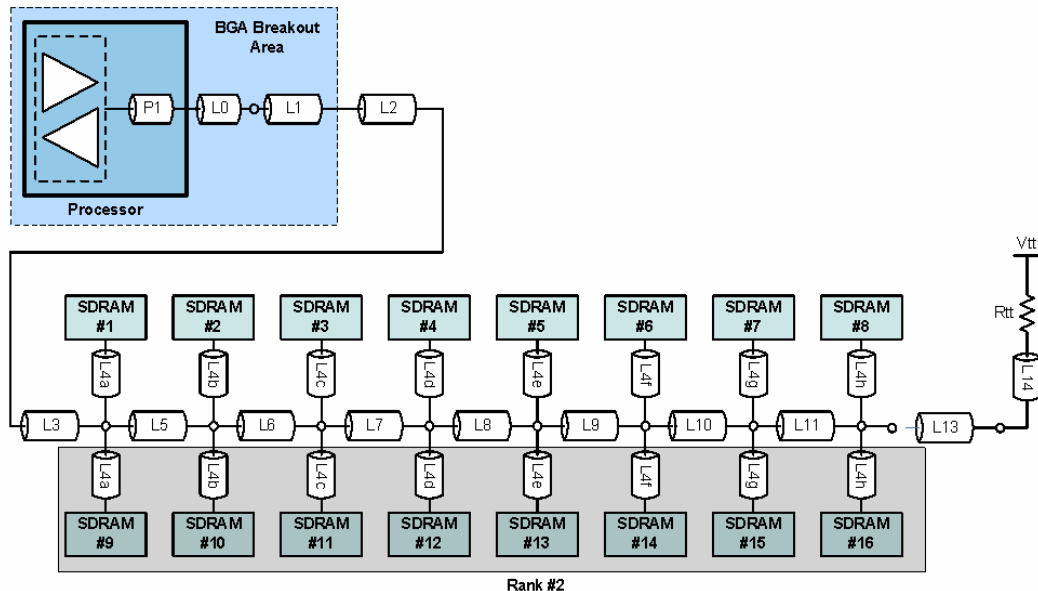 BGA Breakout
Area
P1
L0
L1
L2
Processor
Vtt
Rtt
L14
SDRAM
#1
SDRAM
#2
SDRAM
#3
SDRAM
#4
SDRAM
#5
SDRAM
#6
SDRAM
#7
SDRAM
#8
L4a
L4b
L4c
L4d
L4e
L4f
L4g
L4h
L3
L5
L6
L7
L8
L9
L10
L11
L13
L4a
L4b
L4c
L4d
L4e
L4f
L4g
L4h
SDRAM
#9
SDRAM
#10
SDRAM
#11
SDRAM
#12
SDRAM
#13
SDRAM
#14
SDRAM
#15
SDRAM
#16
Rank #2